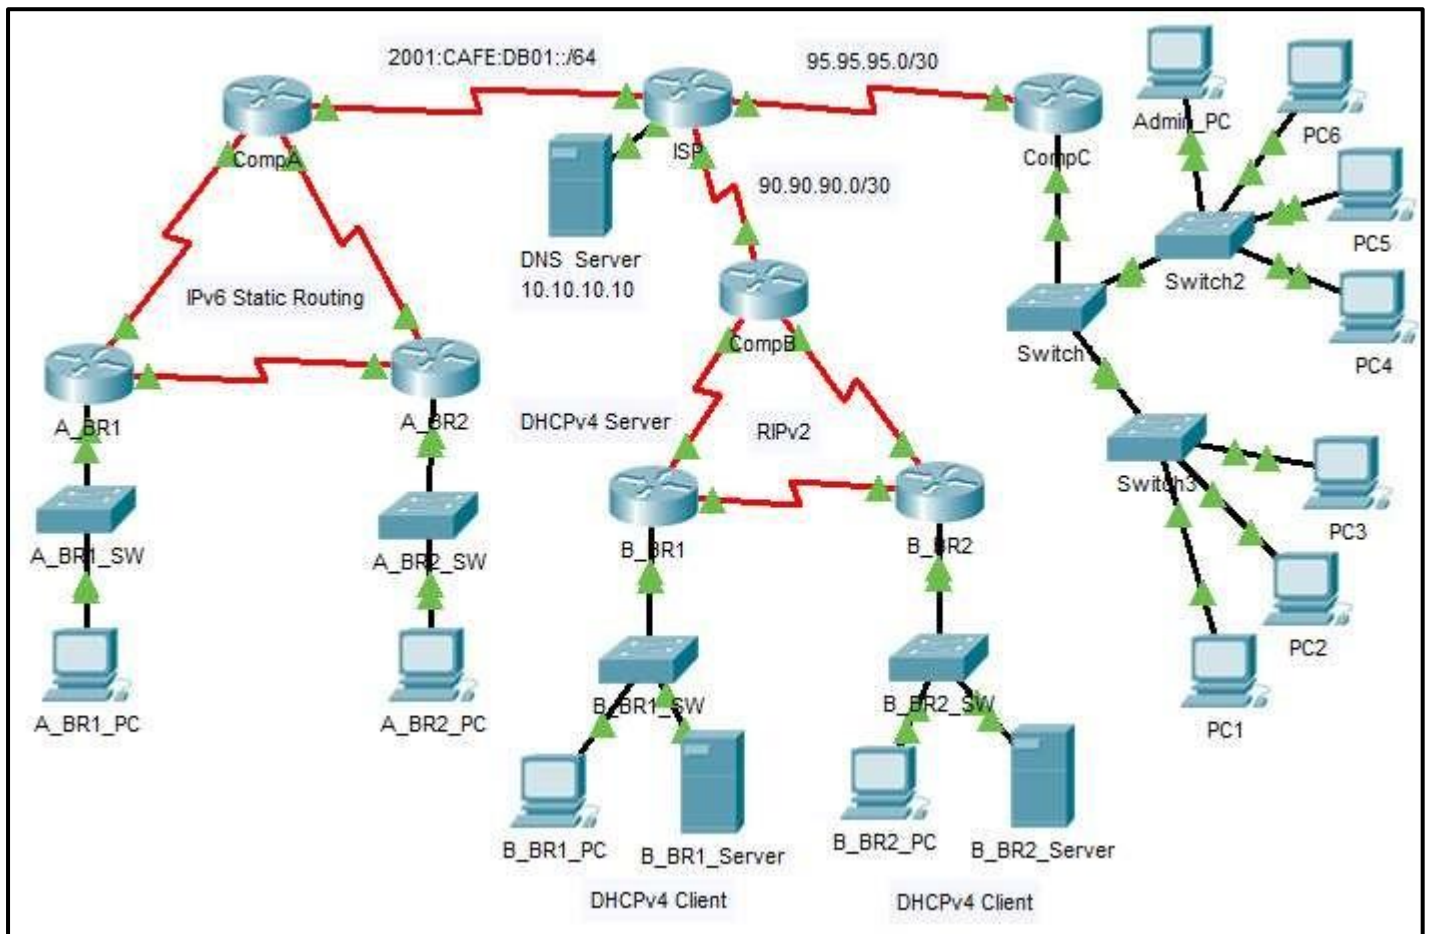 2001:CAFE:DB01::/64
95.95.95.0/30
Admin_PC
PC6
CompA
ISP
CompC
90.90.90.0/30
PC5
DNS Server
10.10.10.10
Switch2
IPv6 Static Routing
CompB
Switch
PC4
A_BR1
A_BR2
DHCPv4 Server
RIPv2
Switch3
PC3
A_BR1_SW
A_BR2_SW
B_BR1
B_BR2
PC2
A_BR1_PC
A_BR2_PC
B_BR1_SW
B_BR2_SW
PC1
B_BR1_PC
B_BR1_Server
B_BR2_PC
B_BR2_Server
DHCPv4 Client
DHCPv4 Client